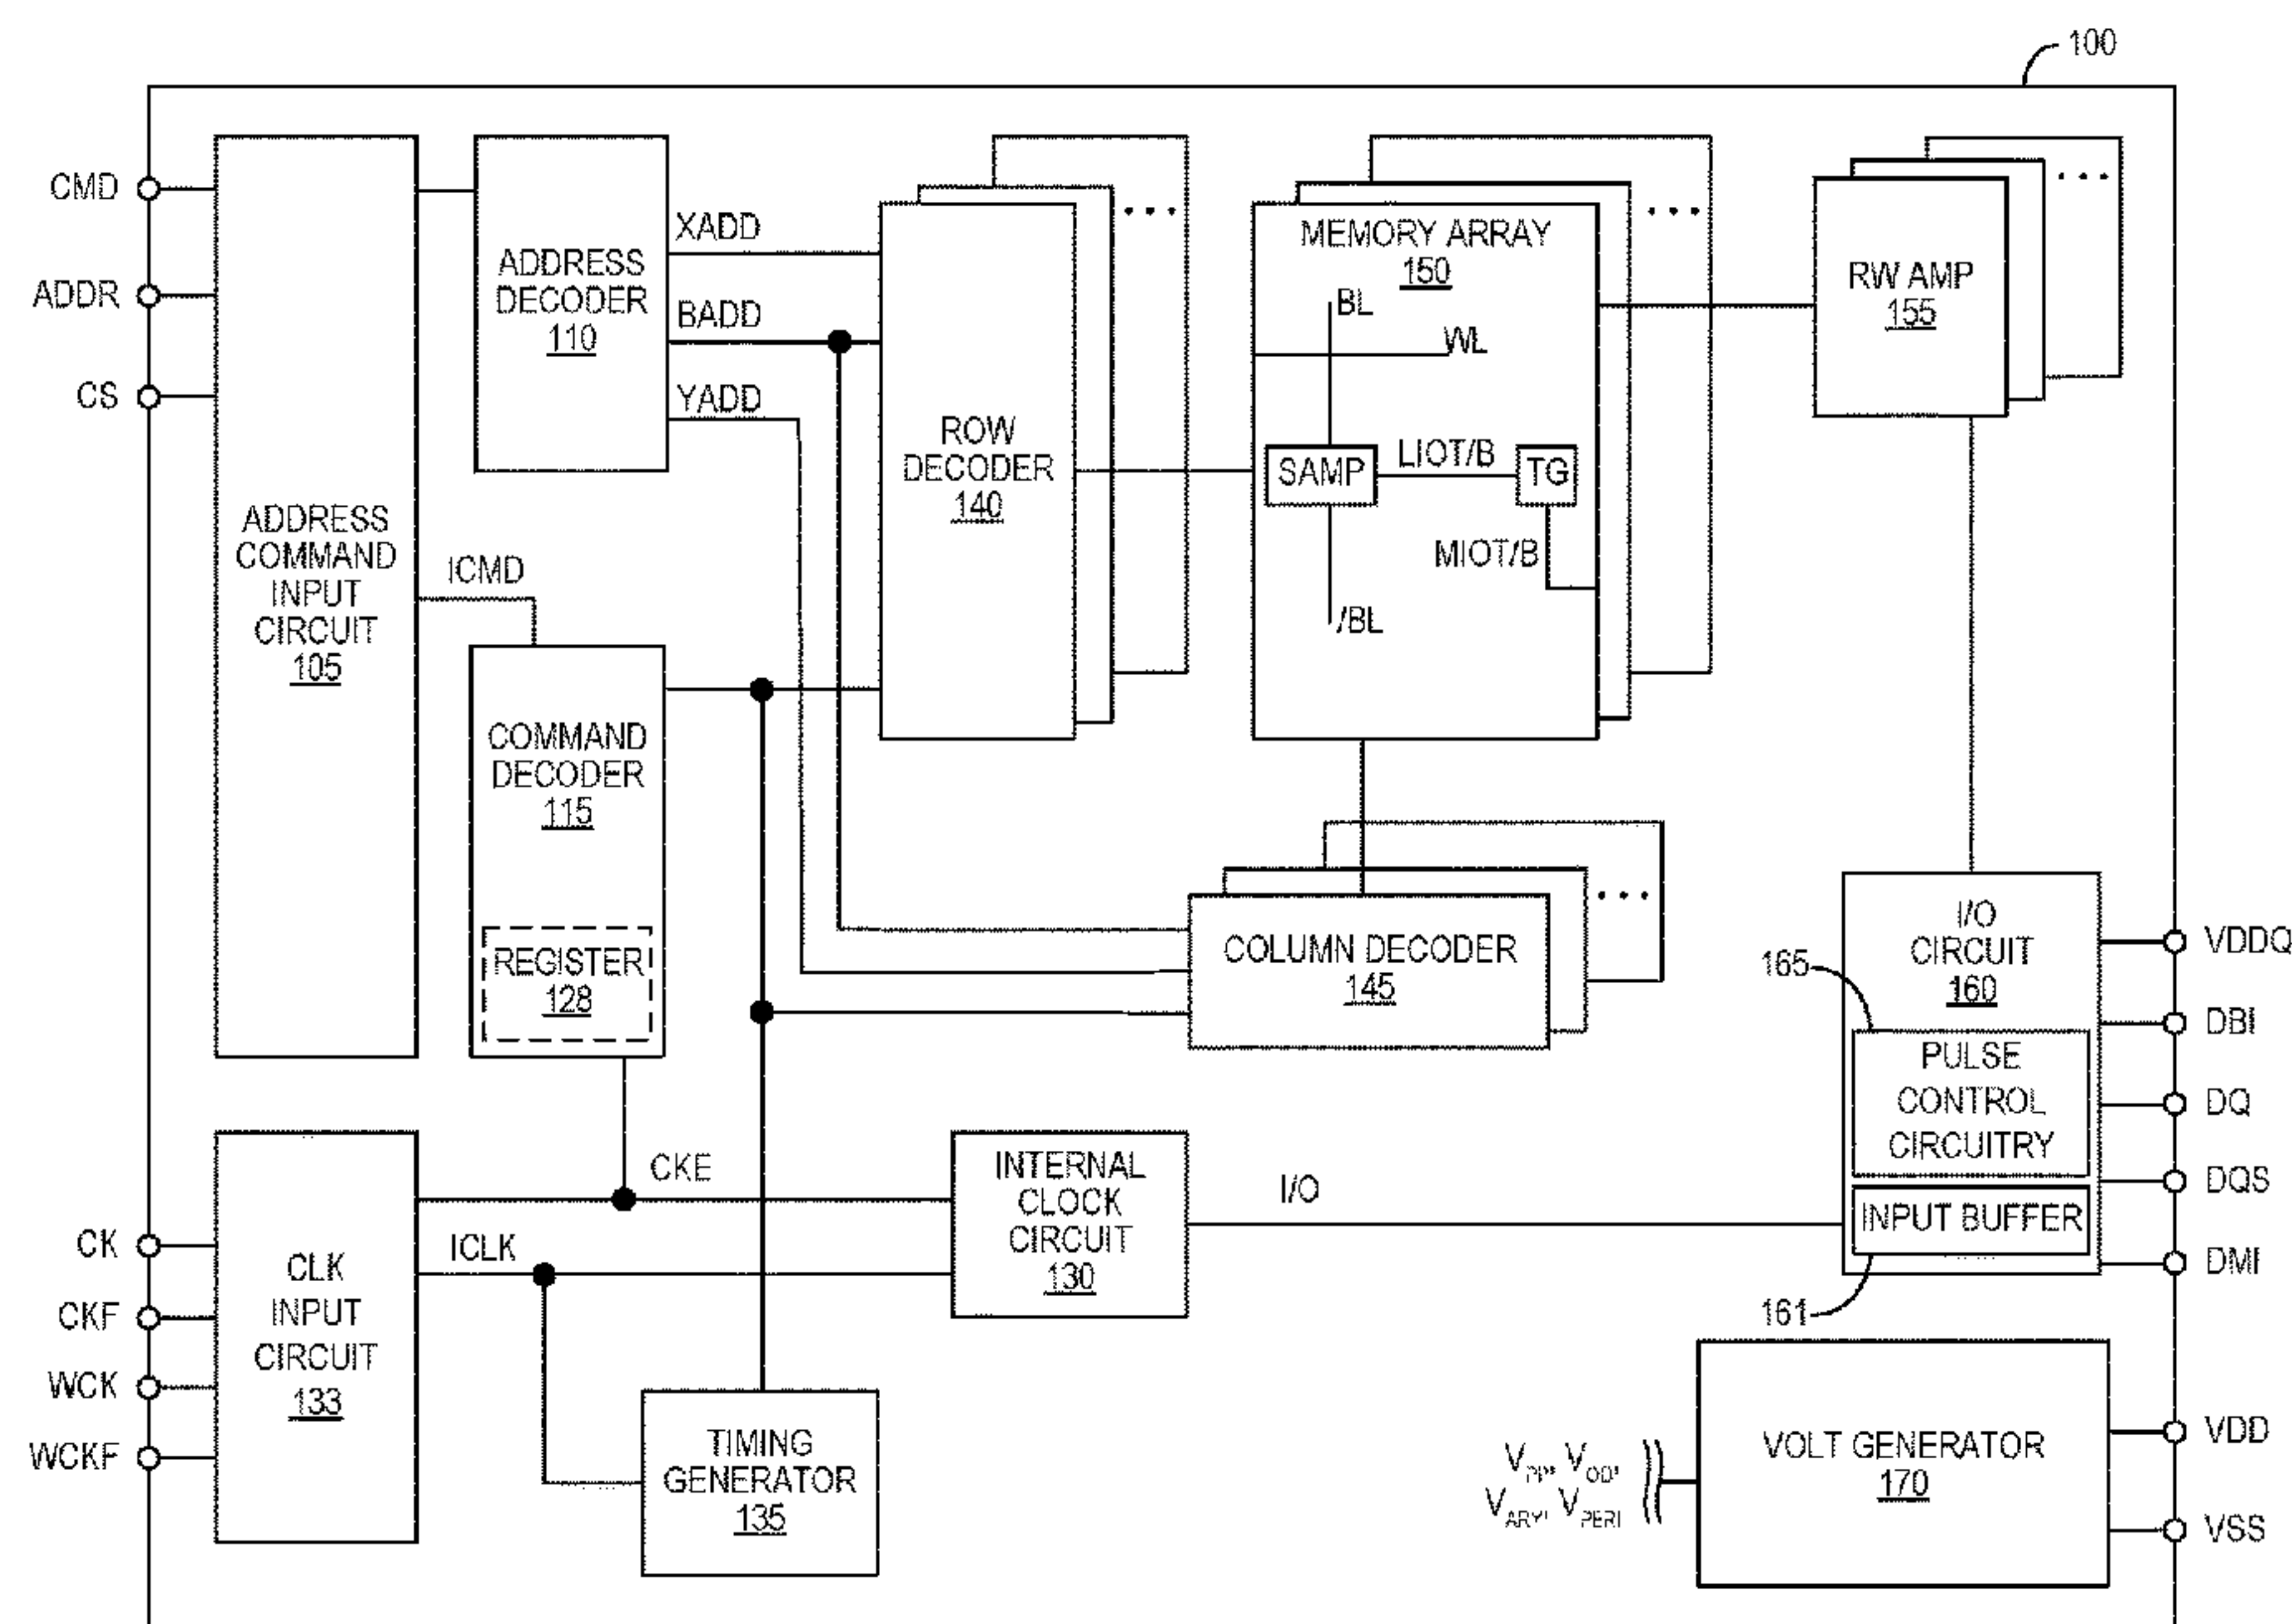 100
CMD
ADDR
CS
ADDRESS
COMMAND
INPUT
CIRCUIT
105
ADDRESS
DECODER
110
XADD
BADD
YADD
ICMD
COMMAND
DECODER
115
REGISTER
128
ROW
DECODER
140
...
MEMORY ARRAY
150
BL
WL
SAMP
LIOT/B
TG
MIOT/B
/BL
...
RW AMP
155
...
COLUMN DECODER
145
...
I/O
CIRCUIT
160
165
PULSE
CONTROL
CIRCUITRY
INPUT BUFFER
161
VDDQ
DBI
DQ
DQS
DMI
CK
CKF
WCK
WCKF
CLK
INPUT
CIRCUIT
133
CKE
ICLK
INTERNAL
CLOCK
CIRCUIT
130
I/O
TIMING
GENERATOR
135
VARY, VPERI
VOLT GENERATOR
170
VDD
VSS